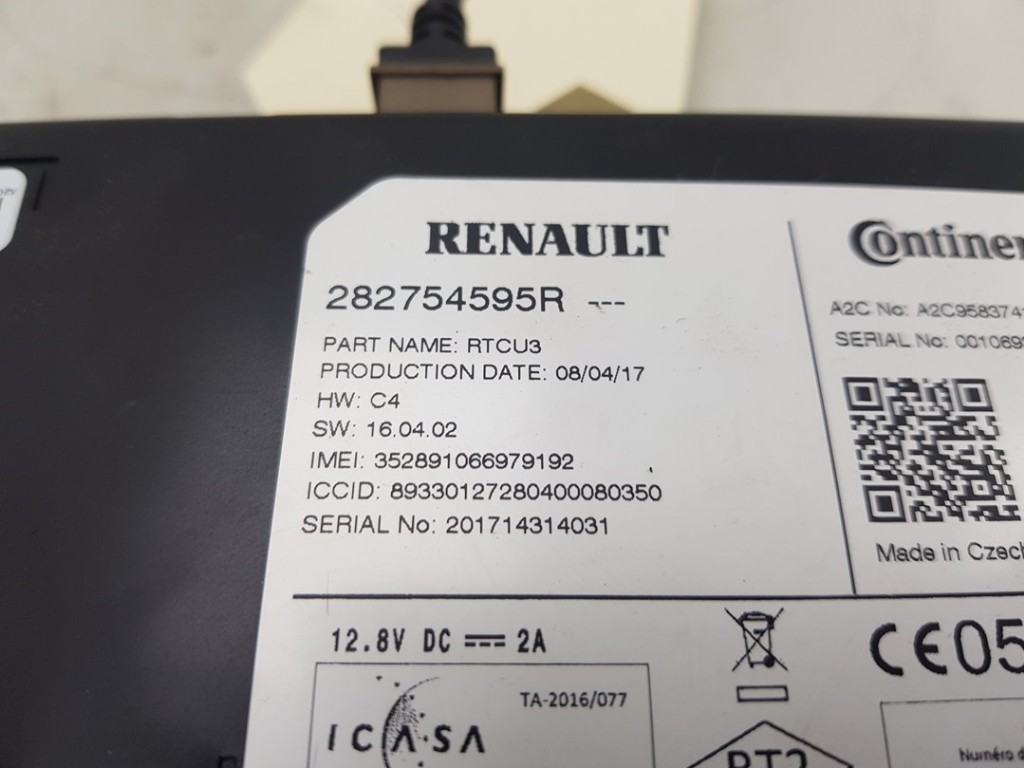 RENAULT
282754595R ---
PART NAME: RTCU3
PRODUCTION DATE: 08/04/17
HW: C4
SW: 16.04.02
IMEI: 352891066979192
ICCID: 89330127280400080350
SERIAL No: 201714314031
Continen
A2C No: A2C9583741
SERIAL No: 001069
Made in Czech
12.8V DC 2A
TA-2016/077
ICASA
CE05
Numéro d